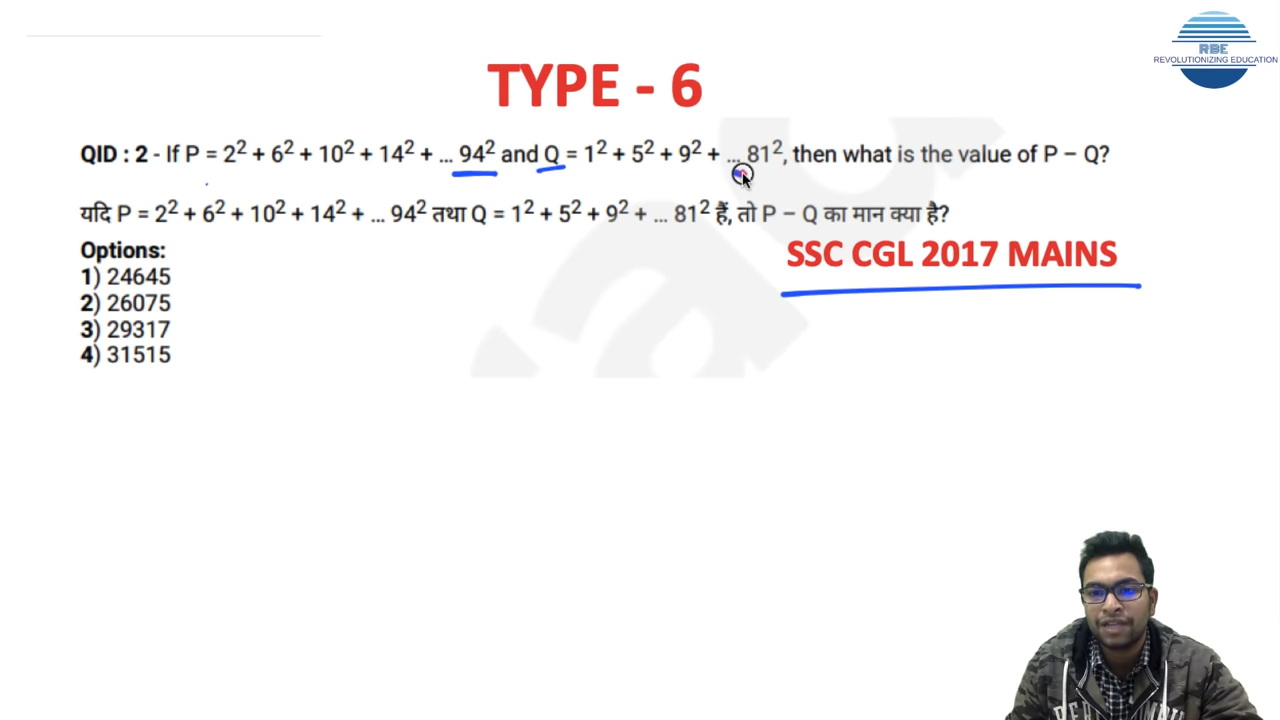 RBE
REVOLUTIONIZING EDUCATION
TYPE - 6
QID : 2 - If P = 2² + 6² + 10² + 14² + ... 94² and Q = 1² + 5² + 9² + ... 81², then what is the value of P – Q?
यदि P = 2² + 6² + 10² + 14² + ... 94² तथा Q = 1² + 5² + 9² + ... 81² हैं, तो P – Q का मान क्या है?
Options:
SSC CGL 2017 MAINS
1) 24645
2) 26075
3) 29317
4) 31515